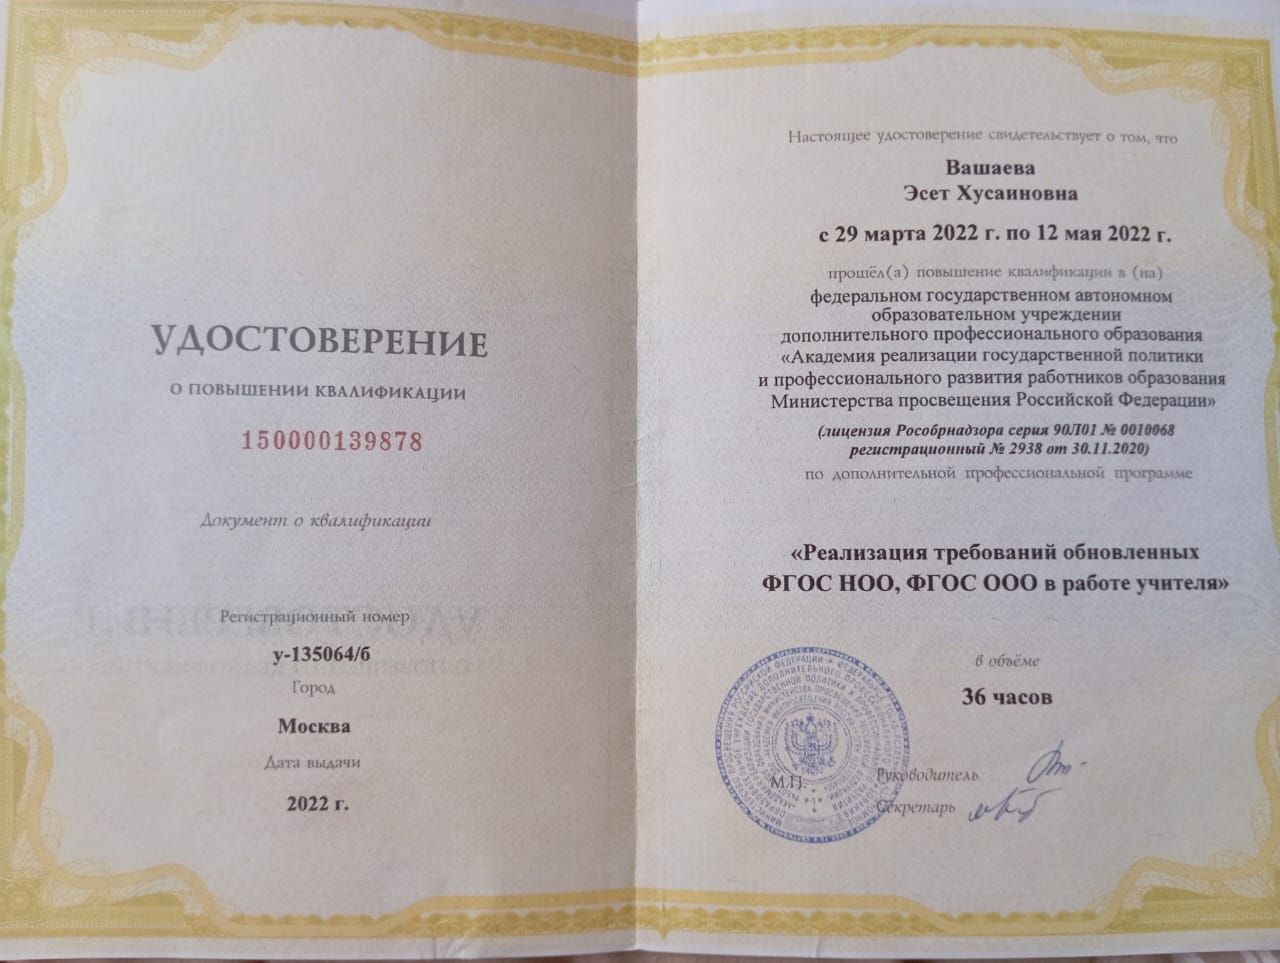 УДОСТОВЕРЕНИЕ
О ПОВЫШЕНИИ КВАЛИФИКАЦИИ
150000139878
Документ о квалификации
Регистрационный номер
у-135064/б
Город
Москва
Дата выдачи
2022 г.
Настоящее удостоверение свидетельствует о том, что
Вашаева
Эсет Хусаиновна
с 29 марта 2022 г. по 12 мая 2022 г.
прошёл(а) повышение квалификации в (на)
федеральном государственном автономном
образовательном учреждении
дополнительного профессионального образования
«Академия реализации государственной политики
и профессионального развития работников образования
Министерства просвещения Российской Федерации»
(лицензия Рособрнадзора серия 90Л01 № 0010068
регистрационный № 2938 от 30.11.2020)
по дополнительной профессиональной программе
«Реализация требований обновленных
ФГОС НОО, ФГОС ООО в работе учителя»
в объёме
36 часов
М.П.
Руководитель
Секретарь